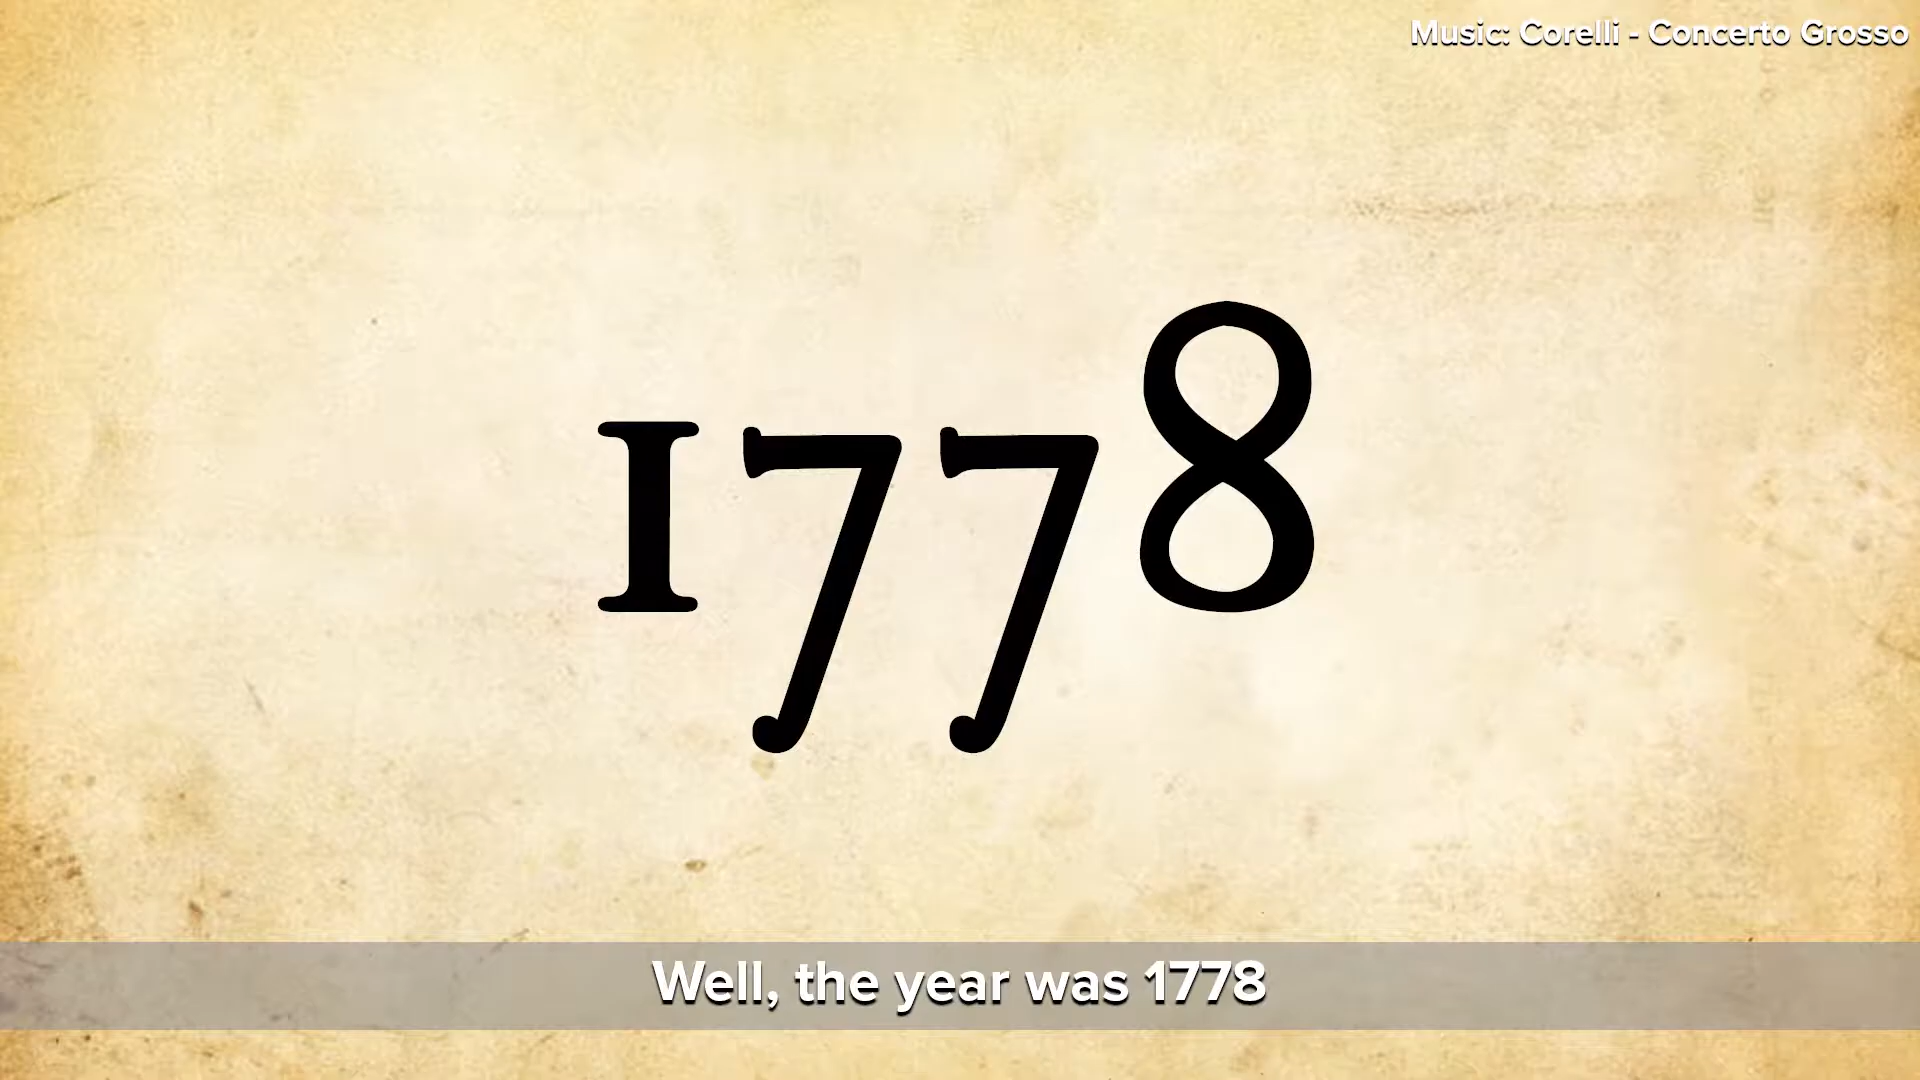 Music: Corelli - Concerto Grosso
1778
Well, the year was 1778